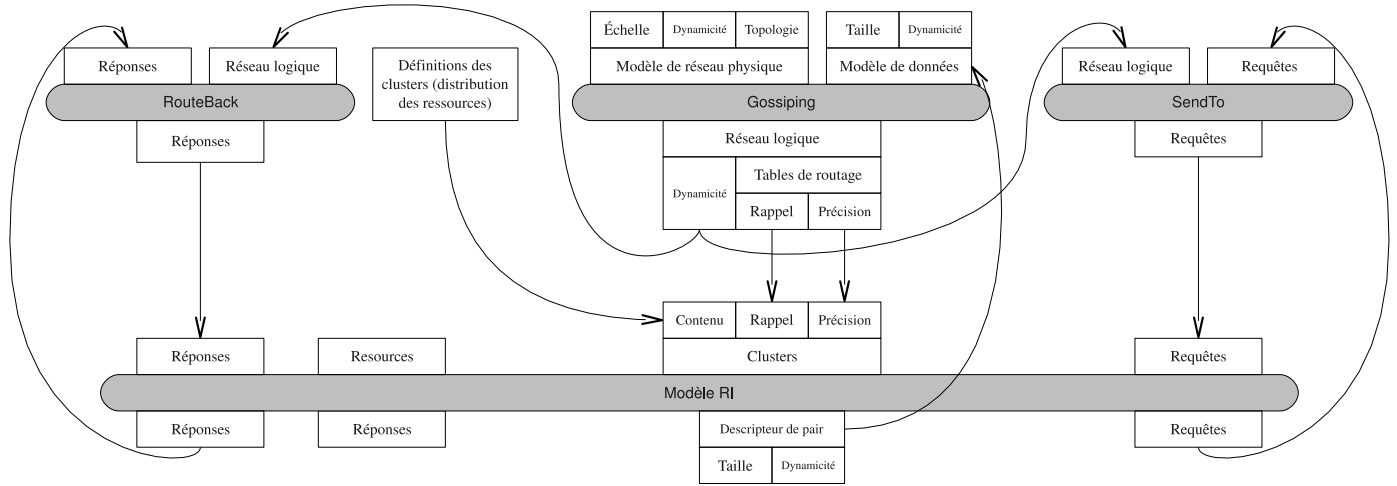 Échelle Dynamicité Topologie Taille Dynamicité
Réponses Réseau logique Définitions des Modèle de réseau physique Modèle de données Réseau logique Requêtes
clusters (distribution
RouteBack des ressources) Gossiping SendTo
Réponses Réseau logique Requêtes
Dynamicité Tables de routage
Rappel Précision
Contenu Rappel Précision
Réponses Resources Clusters Requêtes
Modèle RI
Réponses Réponses Descripteur de pair Requêtes
Taille Dynamicité